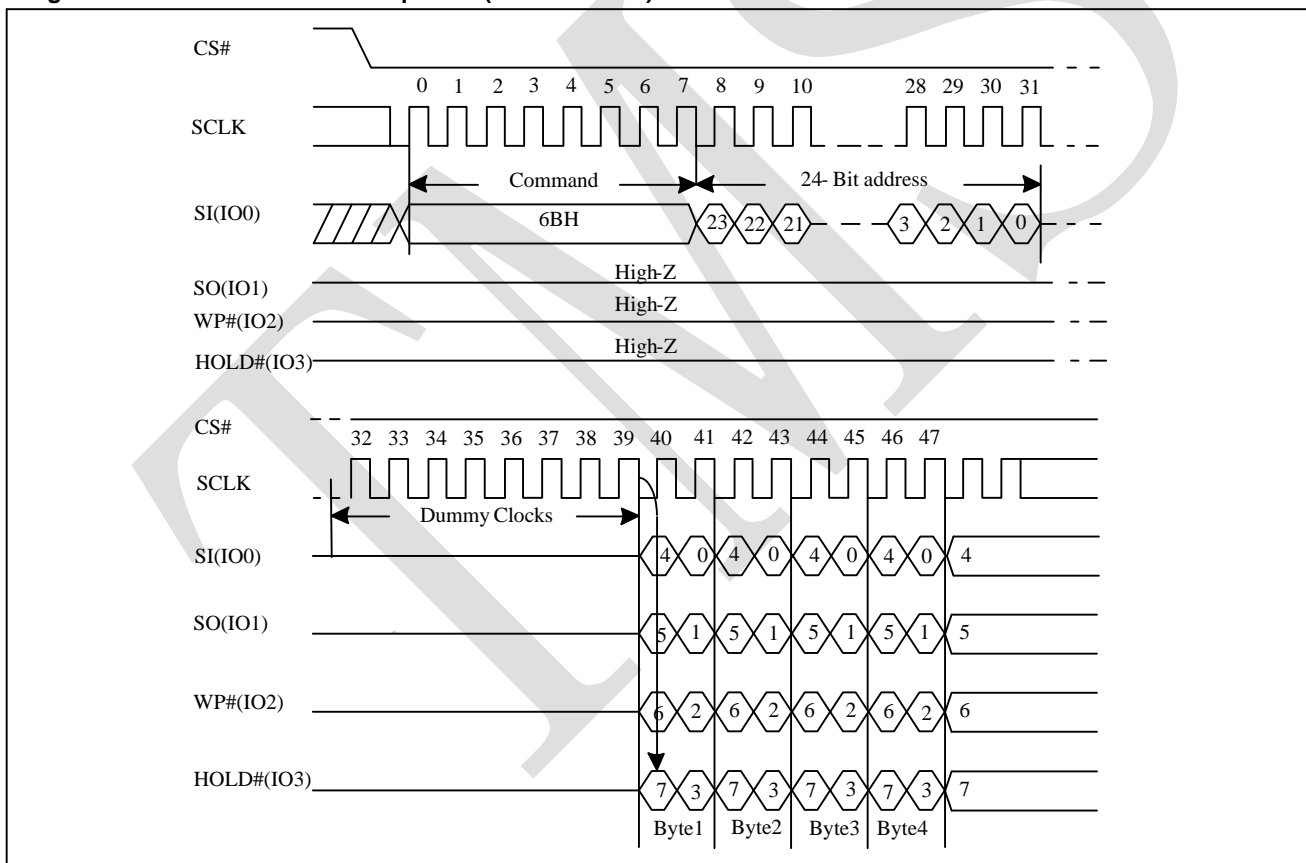 CS#
0 1 2 3 4 5 6 7 8 9 10 28 29 30 31
SCLK
Command 24- Bit address
SI(IO0) 6BH 23 22 21 3 2 1 0
High-Z
SO(IO1)
High-Z
WP#(IO2)
High-Z
HOLD#(IO3)
CS#
32 33 34 35 36 37 38 39 40 41 42 43 44 45 46 47
SCLK
Dummy Clocks
SI(IO0) 4 0 4 0 4 0 4 0 4
SO(IO1) 5 1 5 1 5 1 5 1 5
WP#(IO2) 6 2 6 2 6 2 6 2 6
HOLD#(IO3) 7 3 7 3 7 3 7 3 7
Byte1 Byte2 Byte3 Byte4